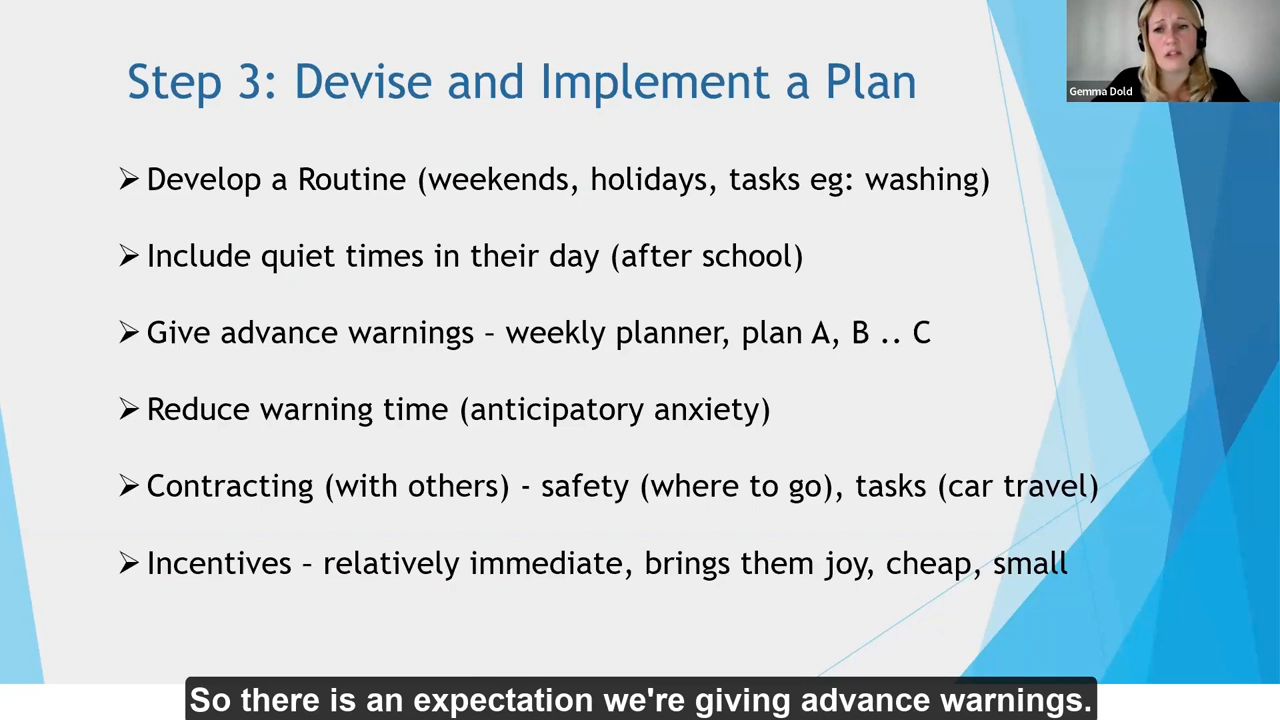 Step 3: Devise and Implement a Plan
Gemma Dold
➢ Develop a Routine (weekends, holidays, tasks eg: washing)
➢ Include quiet times in their day (after school)
➢ Give advance warnings – weekly planner, plan A, B .. C
➢ Reduce warning time (anticipatory anxiety)
➢ Contracting (with others) - safety (where to go), tasks (car travel)
➢ Incentives – relatively immediate, brings them joy, cheap, small
So there is an expectation we're giving advance warnings.